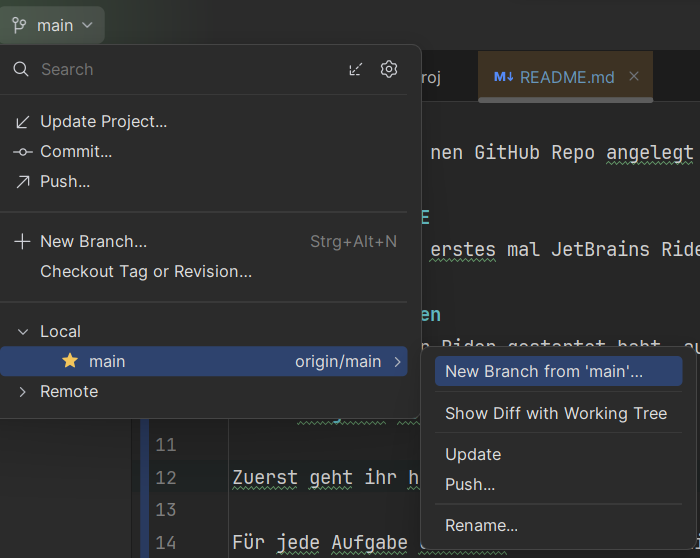 main
Search
roj
M↓ README.md
Update Project...
Commit...
Push...
nen GitHub Repo angelegt
E
New Branch... Strg+Alt+N
erstes mal JetBrains Ride
Checkout Tag or Revision...
en
Local
main origin/main
New Branch from 'main'...
Remote
Show Diff with Working Tree
11
Update
12 Zuerst geht ihr h
Push...
13
Rename...
14 Für jede Aufgabe